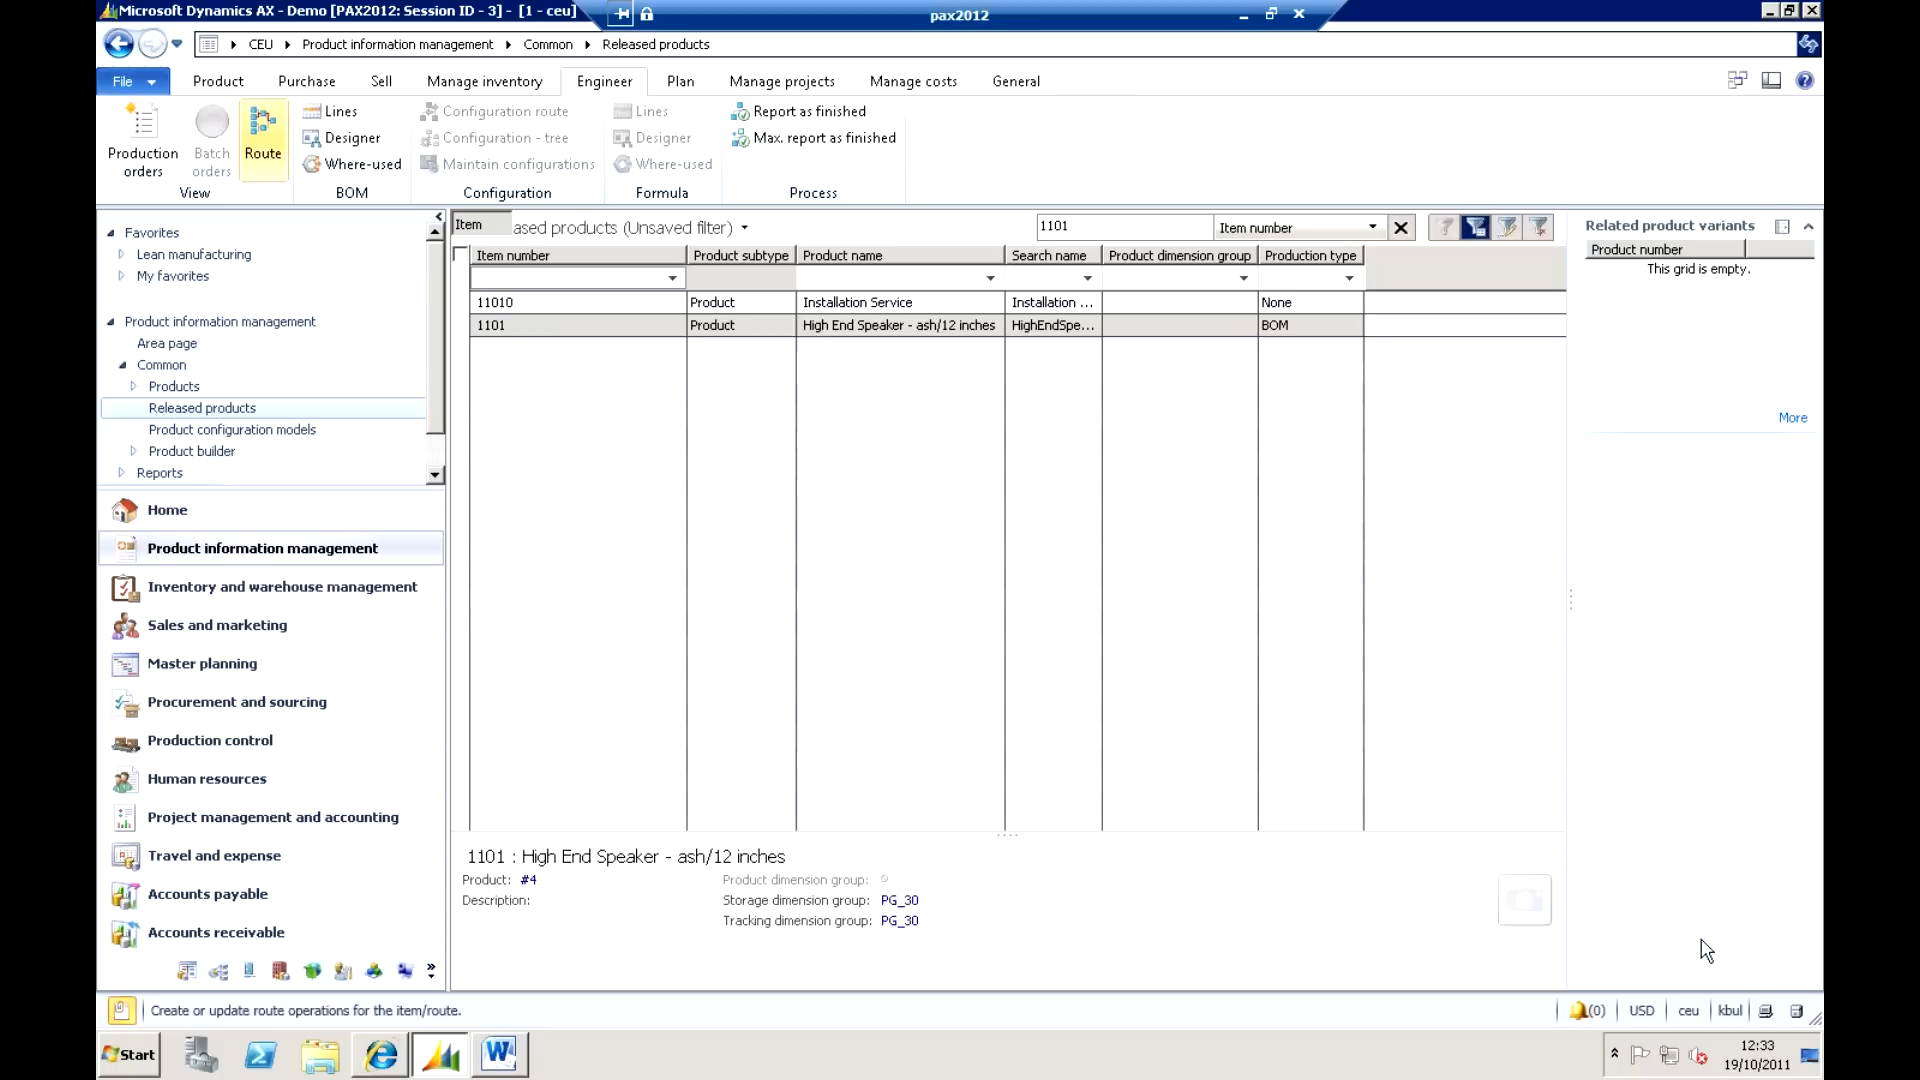 Microsoft Dynamics AX - Demo [PAX2012: Session ID - 3] - [1 - ceu]
pax2012
CEU
Product information management
Common
Released products
File
Product
Purchase
Sell
Manage inventory
Engineer
Plan
Manage projects
Manage costs
General
Production orders
Batch orders
Route
View
Lines
Designer
Where-used
BOM
Configuration route
Configuration - tree
Maintain configurations
Configuration
Lines
Designer
Where-used
Formula
Report as finished
Max. report as finished
Process
Favorites
Lean manufacturing
My favorites
Product information management
Area page
Common
Products
Released products
Product configuration models
Product builder
Reports
Home
Product information management
Inventory and warehouse management
Sales and marketing
Master planning
Procurement and sourcing
Production control
Human resources
Project management and accounting
Travel and expense
Accounts payable
Accounts receivable
Item
ased products (Unsaved filter)
1101
Item number
Item number Product subtype Product name Search name Product dimension group Production type
11010 Product Installation Service Installation ... None
1101 Product High End Speaker - ash/12 inches HighEndSpe... BOM
1101 : High End Speaker - ash/12 inches
Product: #4
Description:
Product dimension group:
Storage dimension group: PG_30
Tracking dimension group: PG_30
Related product variants
Product number
This grid is empty.
More
Create or update route operations for the item/route.
(0)
USD
ceu
kbul
Start
12:33
19/10/2011